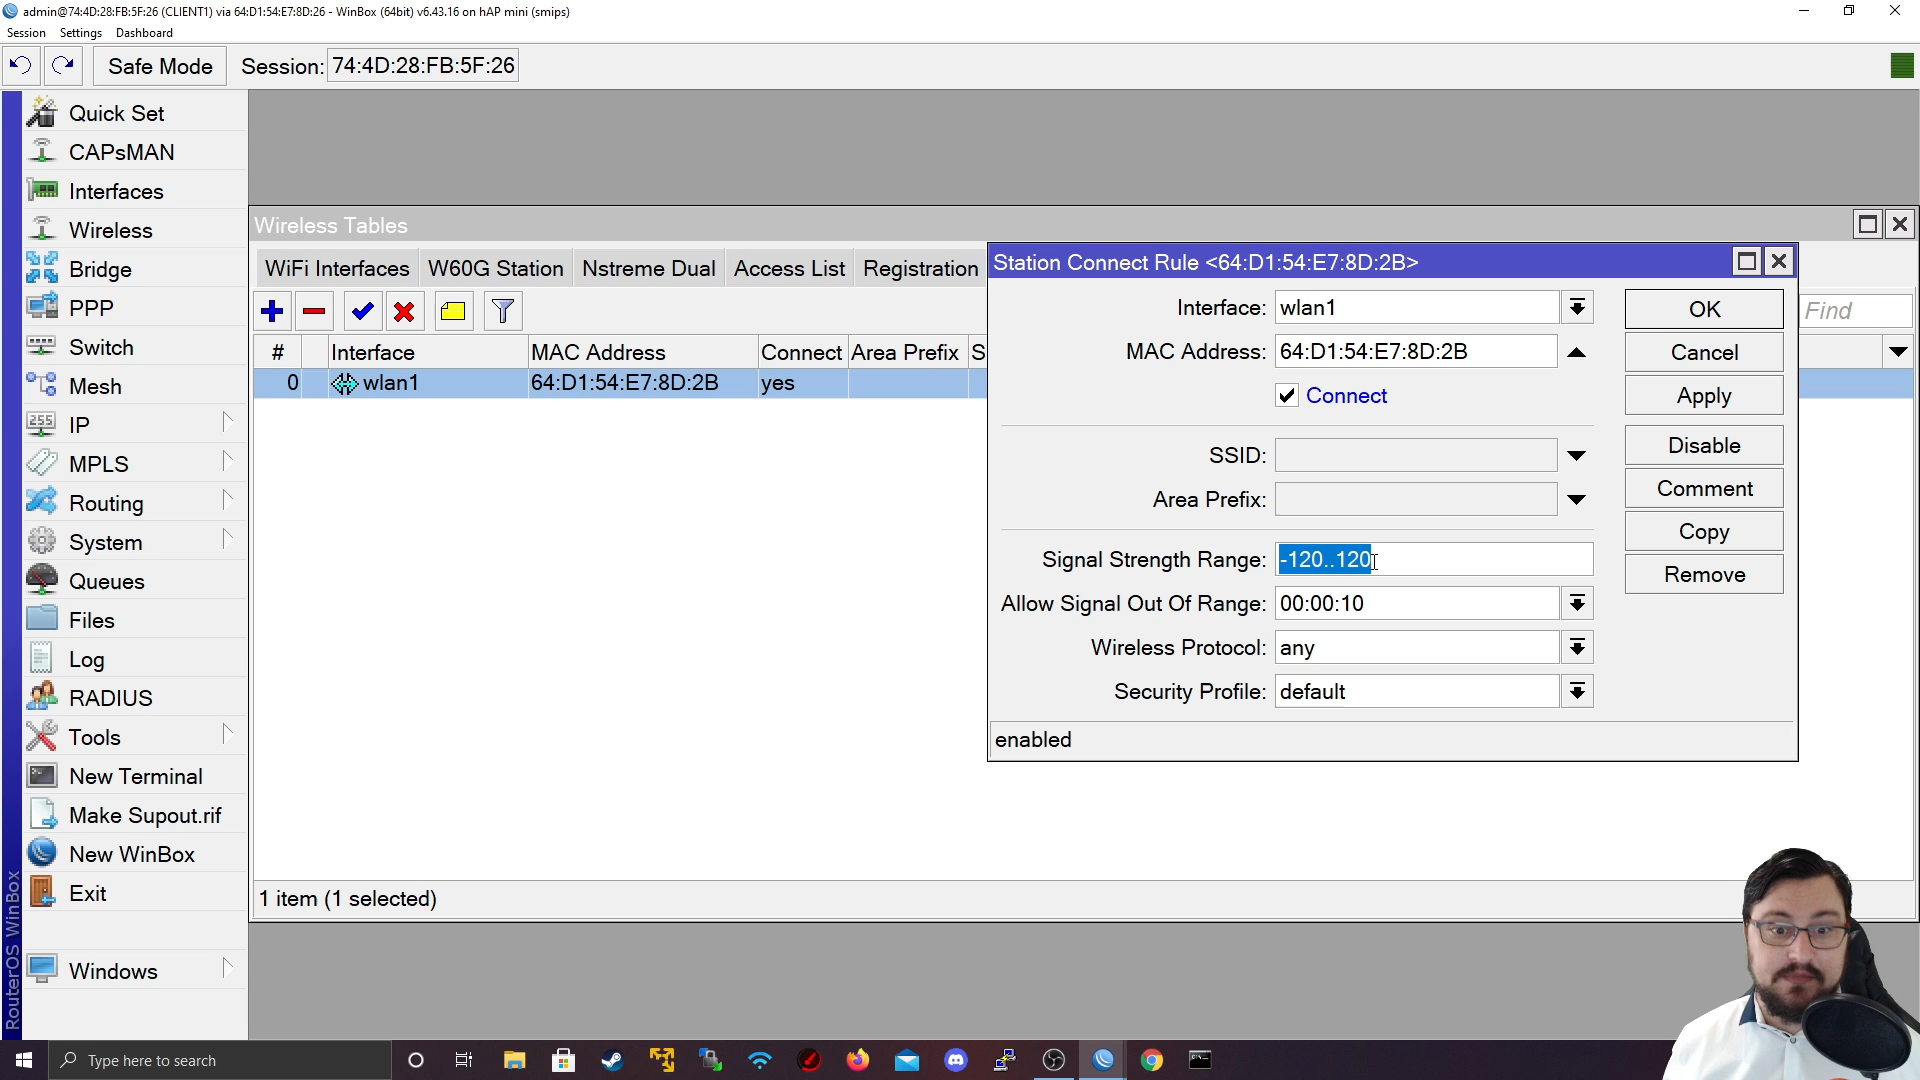 admin@74:4D:28:FB:5F:26 (CLIENT1) via 64:D1:54:E7:8D:26 - WinBox (64bit) v6.43.16 on hAP mini (smips)
Session Settings Dashboard
Safe Mode Session: 74:4D:28:FB:5F:26
Quick Set
CAPsMAN
Interfaces
Wireless
Bridge
PPP
Switch
Mesh
255 IP
MPLS
Routing
System
Queues
Files
Log
RADIUS
Tools
New Terminal
Make Supout.rif
New WinBox
Exit
Windows
RouterOS WinBox
Wireless Tables
WiFi Interfaces W60G Station Nstreme Dual Access List Registration
Find
# Interface MAC Address Connect Area Prefix S
0 wlan1 64:D1:54:E7:8D:2B yes
1 item (1 selected)
Station Connect Rule <64:D1:54:E7:8D:2B>
Interface: wlan1
MAC Address: 64:D1:54:E7:8D:2B
Connect
SSID:
Area Prefix:
Signal Strength Range: -120..120
Allow Signal Out Of Range: 00:00:10
Wireless Protocol: any
Security Profile: default
enabled
OK
Cancel
Apply
Disable
Comment
Copy
Remove
Type here to search